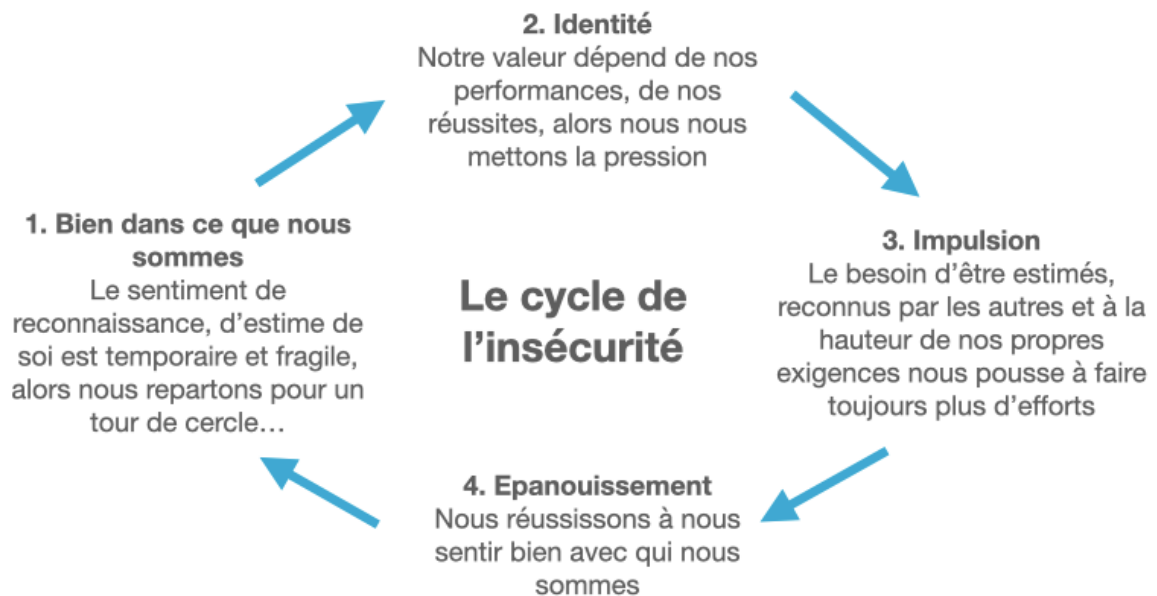 2. Identité
Notre valeur dépend de nos
performances, de nos
réussites, alors nous nous
mettons la pression
1. Bien dans ce que nous
sommes
Le sentiment de
reconnaissance, d’estime de
soi est temporaire et fragile,
alors nous repartons pour un
tour de cercle…
Le cycle de
l’insécurité
3. Impulsion
Le besoin d’être estimés,
reconnus par les autres et à la
hauteur de nos propres
exigences nous pousse à faire
toujours plus d’efforts
4. Epanouissement
Nous réussissons à nous
sentir bien avec qui nous
sommes